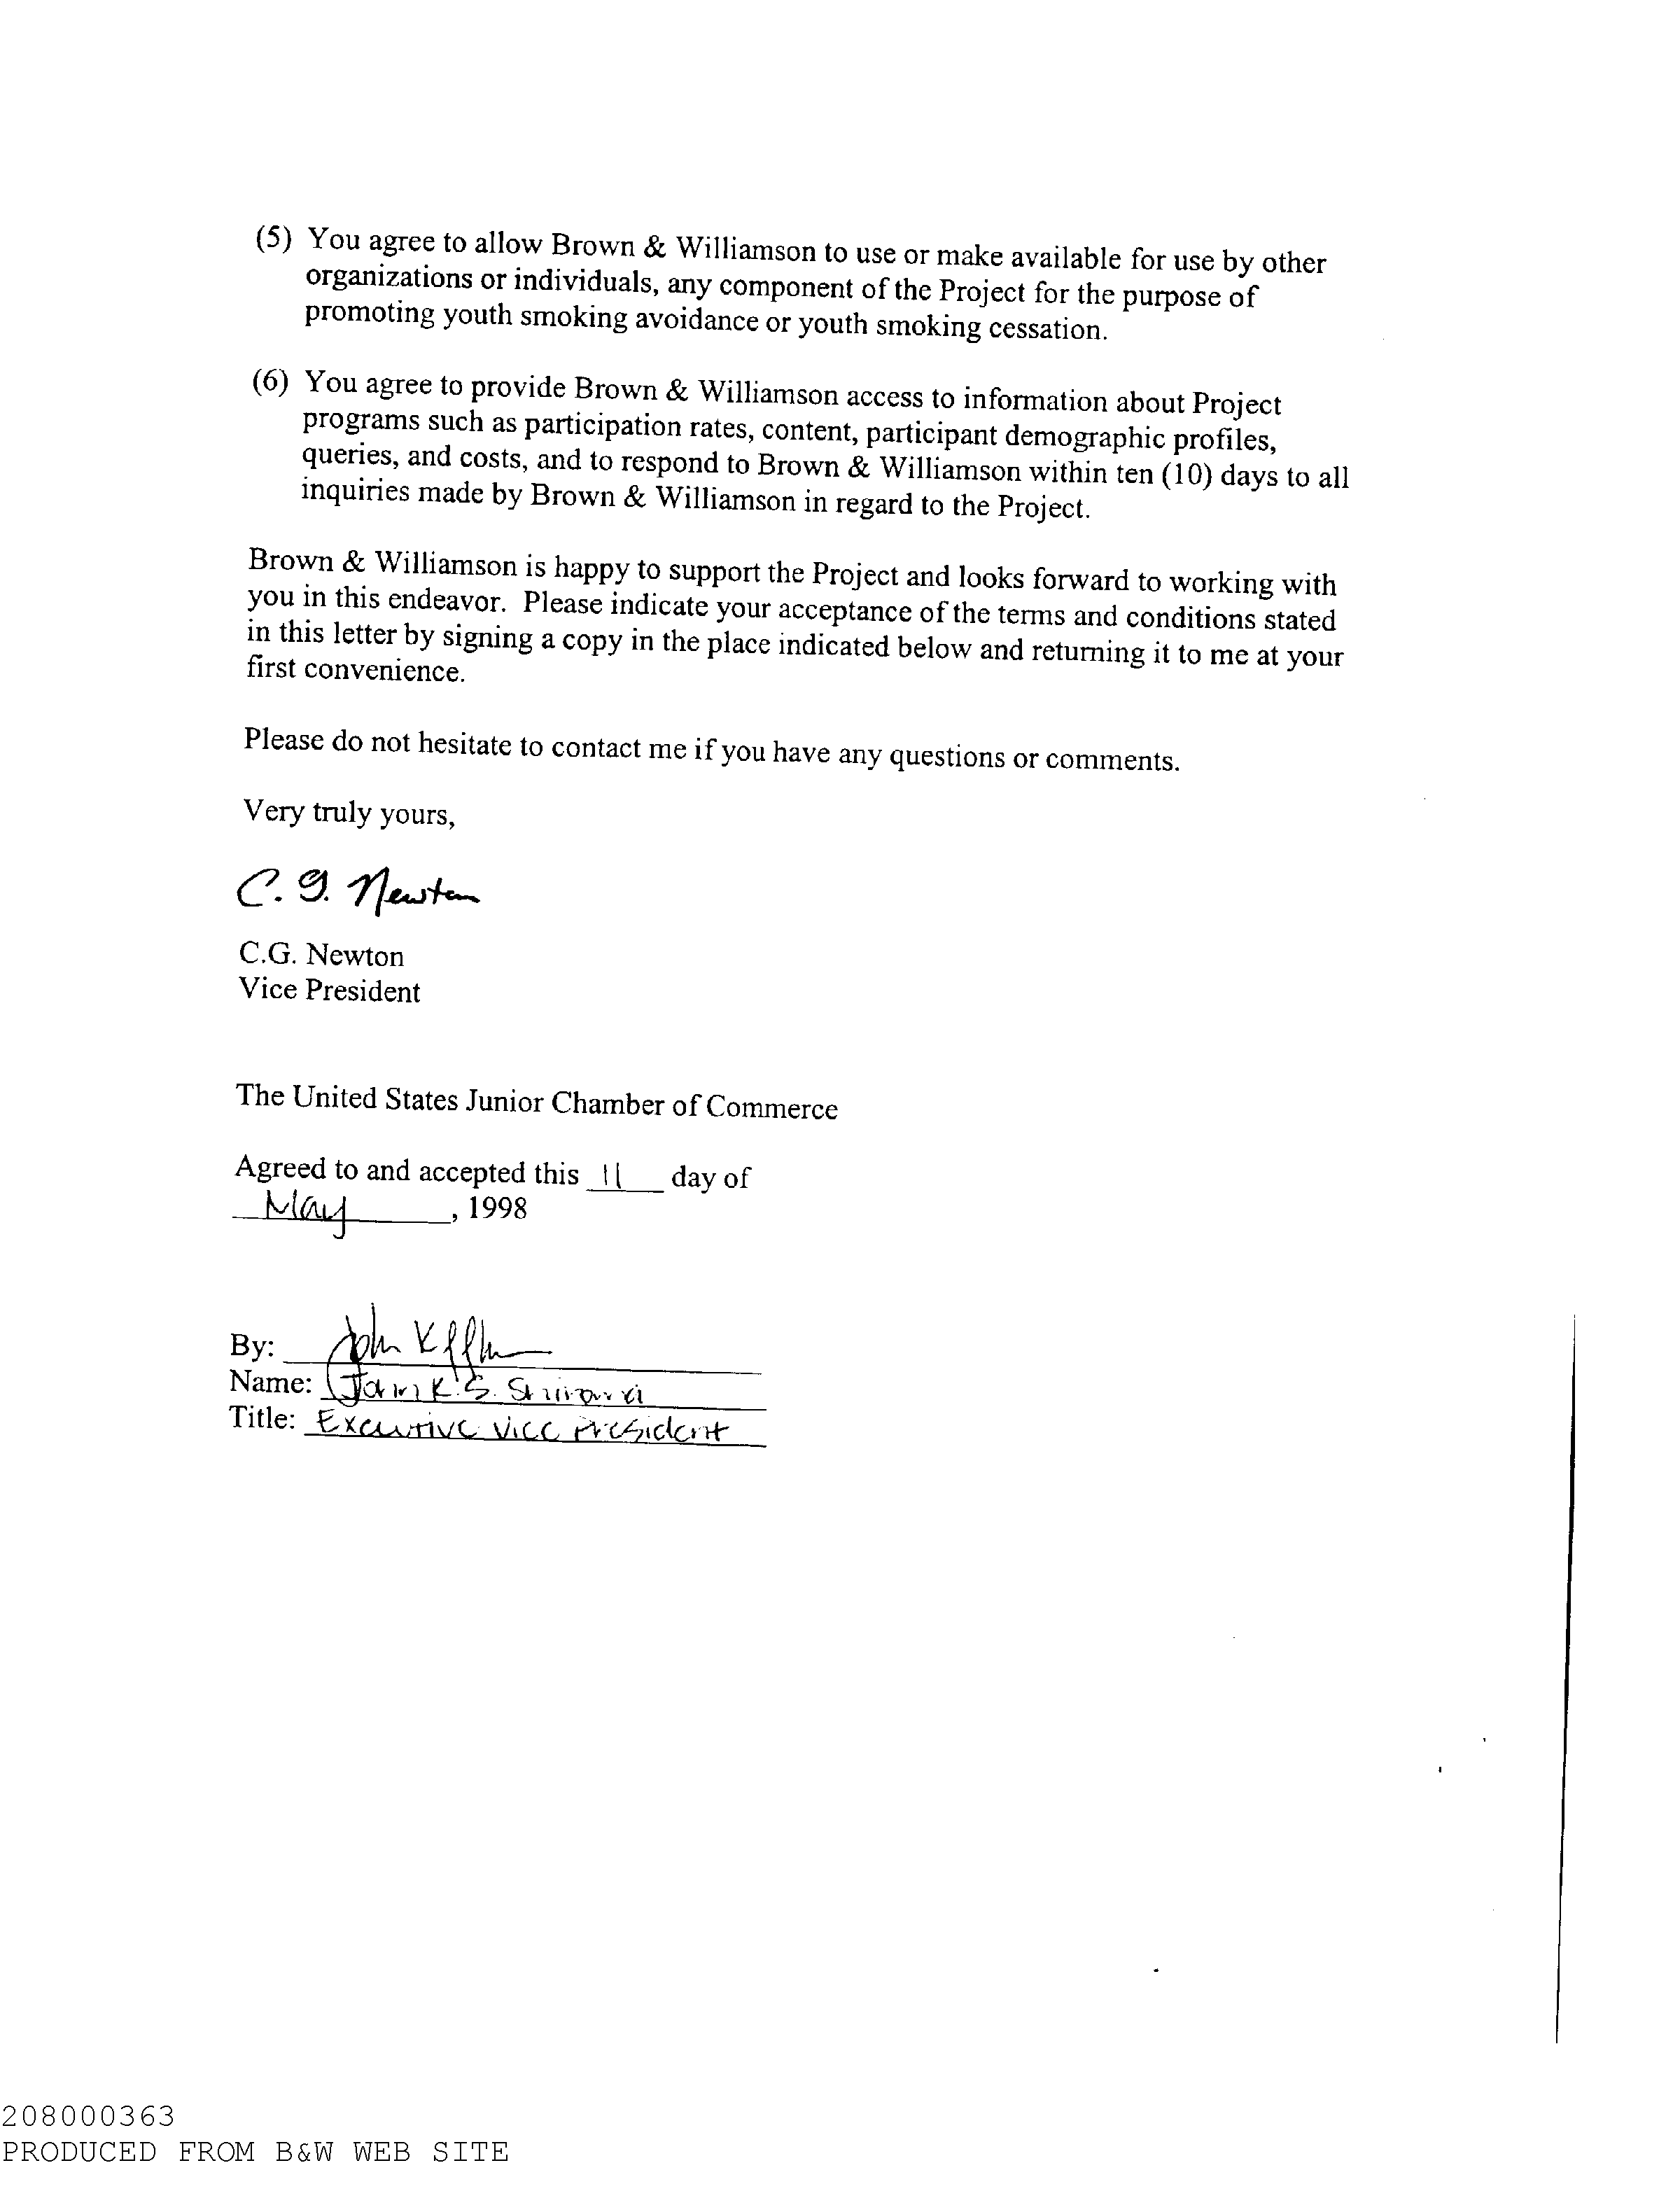 (5) You agree to allow Brown & Williamson to use or make available for use by other
organizations or individuals, any component of the Project for the purpose of
promoting youth smoking avoidance or youth smoking cessation.
(6) You agree to provide Brown & Williamson access to information about Project
programs such as participation rates, content, participant demographic profiles,
queries, and costs, and to respond to Brown & Williamson within ten (10) days to all
inquiries made by Brown & Williamson in regard to the Project.
Brown & Williamson is happy to support the Project and looks forward to working with
you in this endeavor. Please indicate your acceptance of the terms and conditions stated
in this letter by signing a copy in the place indicated below and returning it to me at your
first convenience.
Please do not hesitate to contact me if you have any questions or comments.
Very truly yours,
C. G. Newton
C.G. Newton
Vice President
The United States Junior Chamber of Commerce
Agreed to and accepted this 11 day of
May, 1998
By: John
Name:
Title: Executive Vice President
208000363
PRODUCED FROM B&W WEB SITE